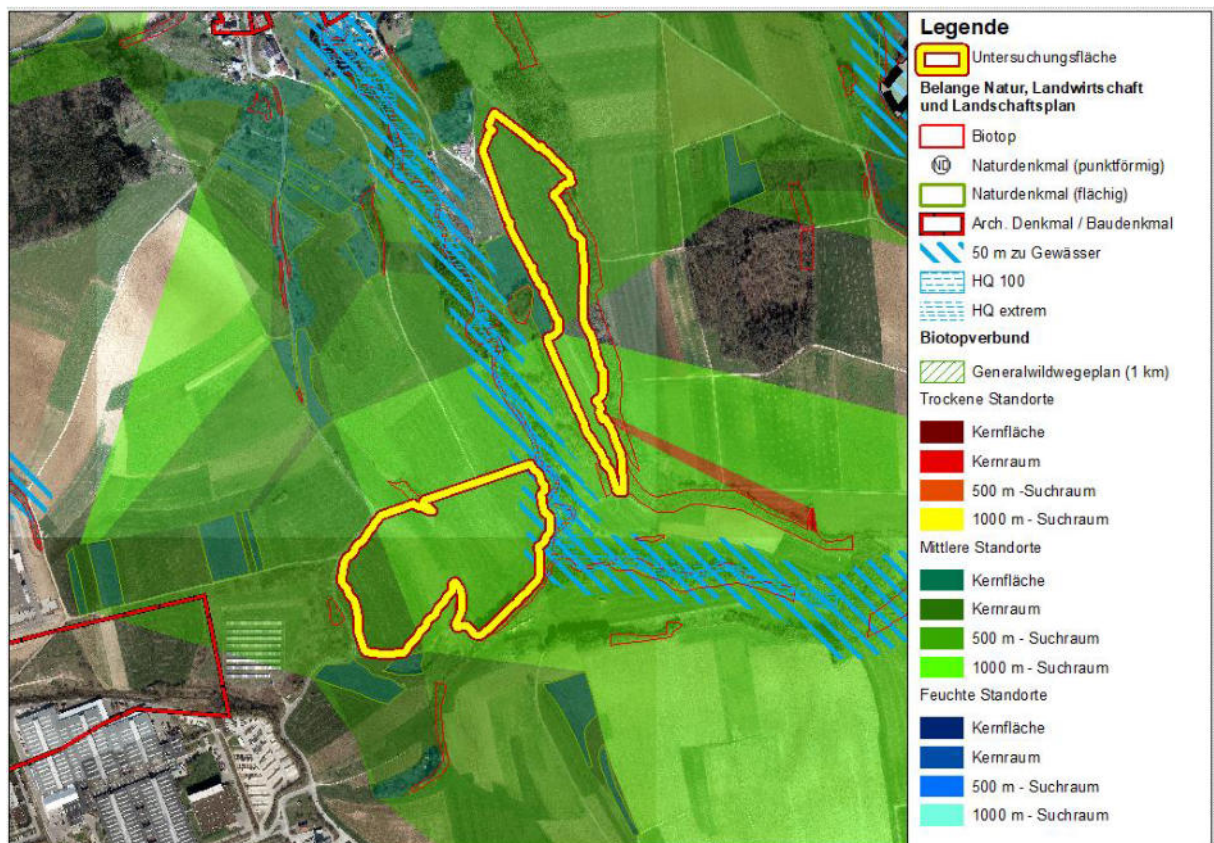 Legende
Untersuchungsfläche
Belange Natur, Landwirtschaft
und Landschaftsplan
Biotop
ND Naturdenkmal (punktförmig)
Naturdenkmal (flächig)
Arch. Denkmal / Baudenkmal
50 m zu Gewässer
HQ 100
HQ extrem
Biotopverbund
Generalwildwegeplan (1 km)
Trockene Standorte
Kernfläche
Kernraum
500 m -Suchraum
1000 m - Suchraum
Mittlere Standorte
Kernfläche
Kernraum
500 m - Suchraum
1000 m - Suchraum
Feuchte Standorte
Kernfläche
Kernraum
500 m - Suchraum
1000 m - Suchraum